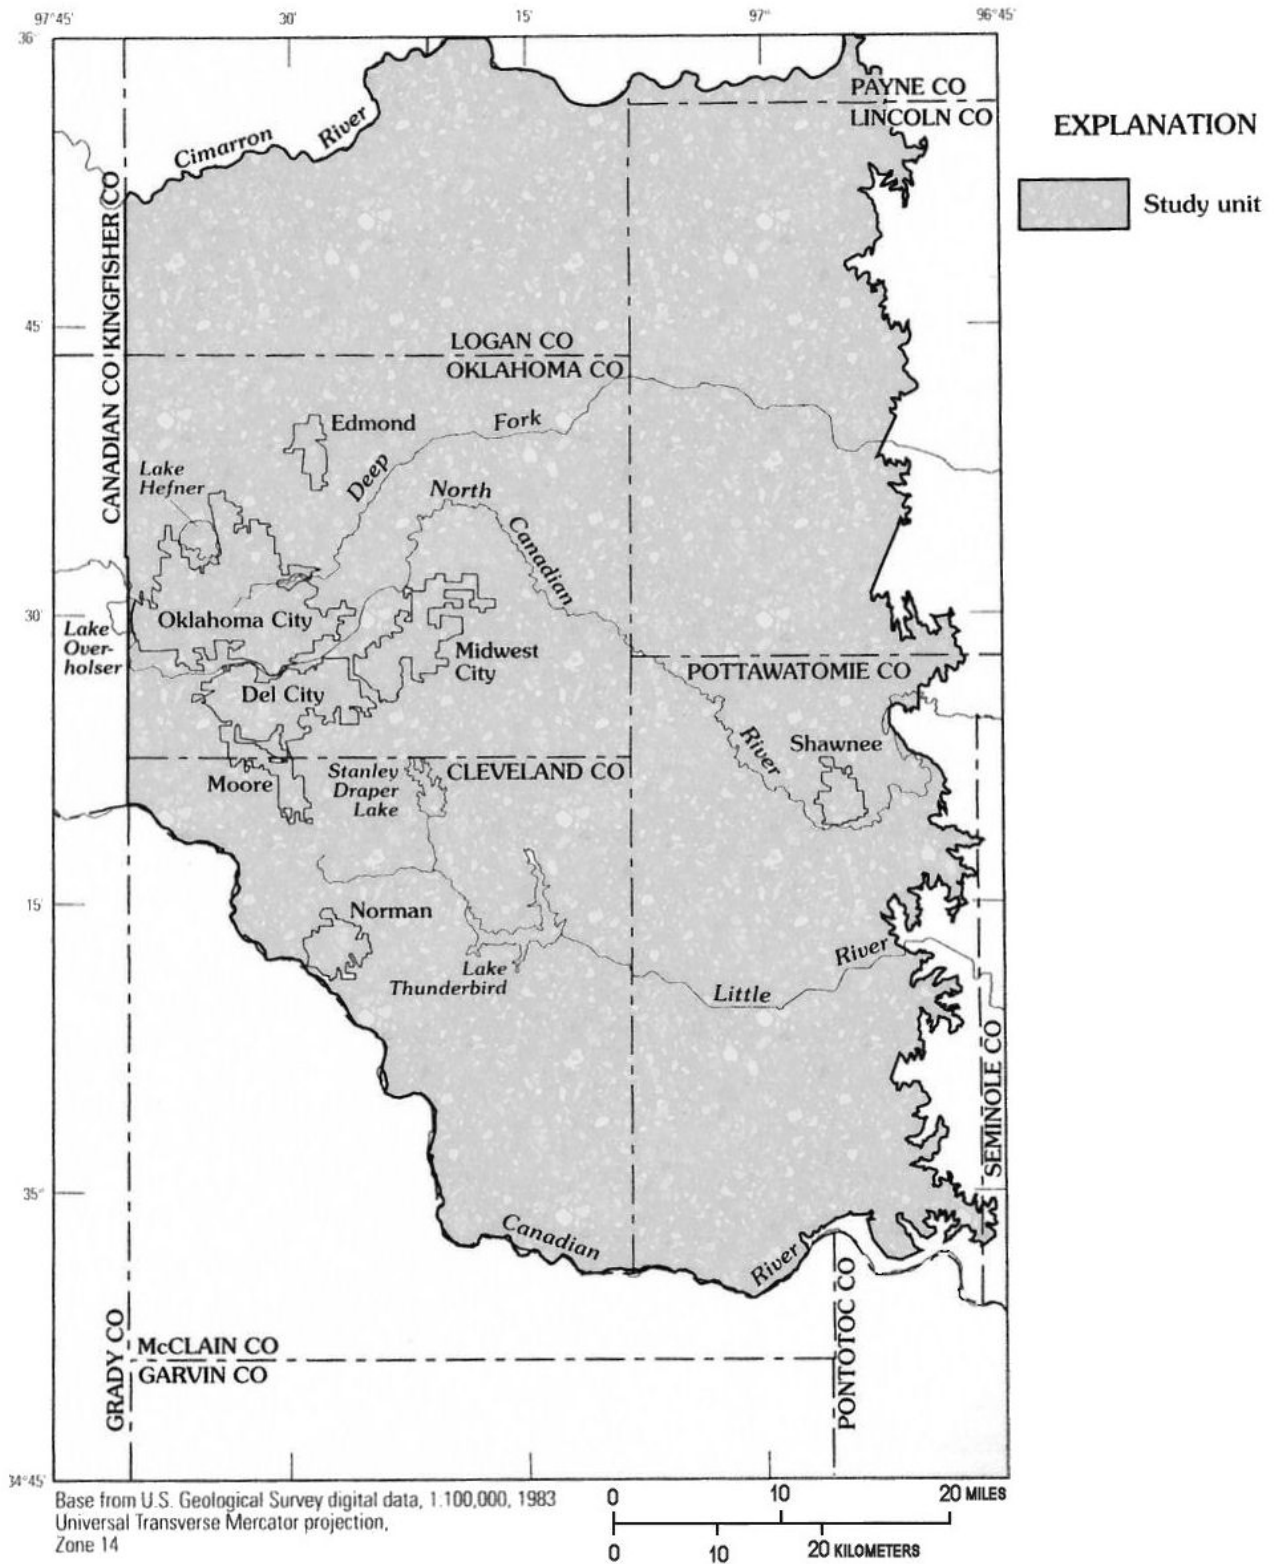 97°45'
30'
15'
97°
96°45'
36°
PAYNE CO
LINCOLN CO
EXPLANATION
Study unit
Cimarron River
CANADIAN CO KINGFISHER CO
45'
LOGAN CO
OKLAHOMA CO
Edmond
Deep Fork
Lake
Hefner
North Canadian River
Oklahoma City
30'
Lake
Over-
holser
Midwest
City
POTTAWATOMIE CO
Del City
Shawnee
CLEVELAND CO
Moore
Stanley
Draper
Lake
15'
Norman
Lake
Thunderbird
Little River
SEMINOLE CO
35°
Canadian River
GRADY CO
McCLAIN CO
GARVIN CO
PONTOTOC CO
34°45'
Base from U.S. Geological Survey digital data, 1:100,000, 1983
Universal Transverse Mercator projection,
Zone 14
0 10 20 MILES
0 10 20 KILOMETERS